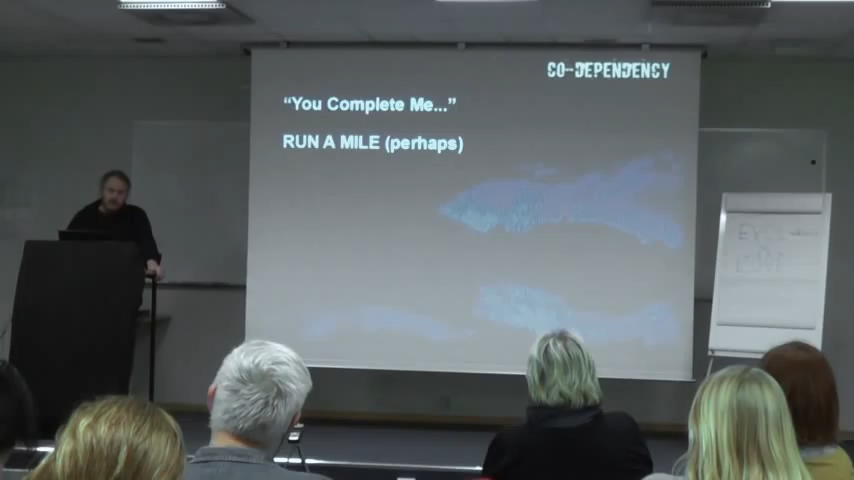 CO-DEPENDENCY
“You Complete Me...”
RUN A MILE (perhaps)